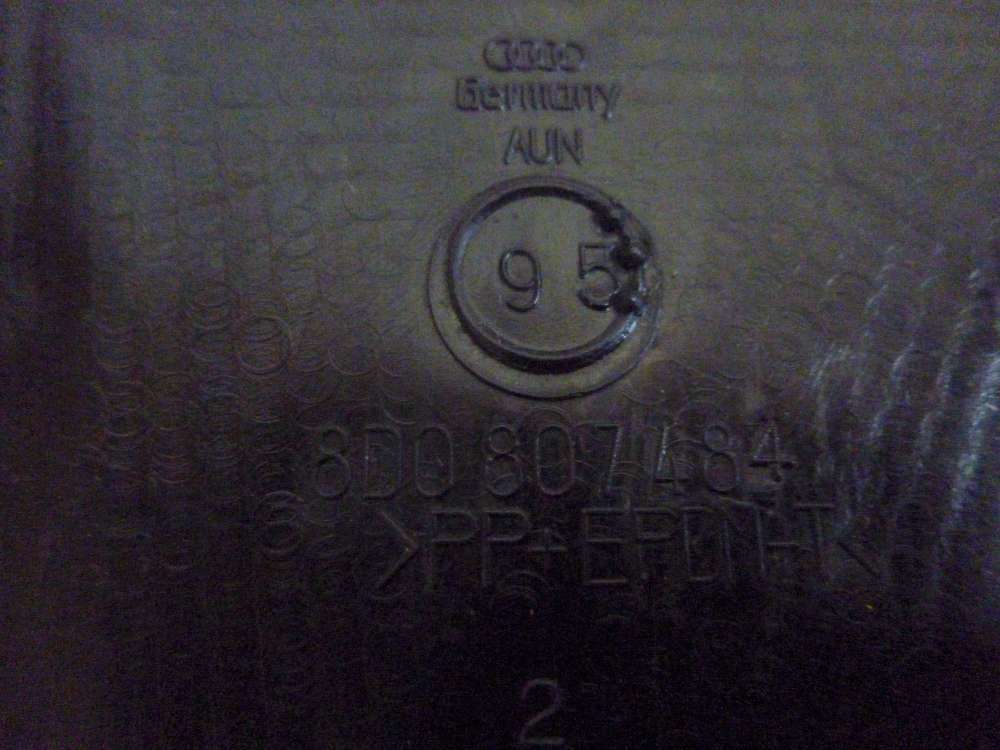 Germany
AUN
9 5
8D0 807 484
>PP+EPDM-T<
2